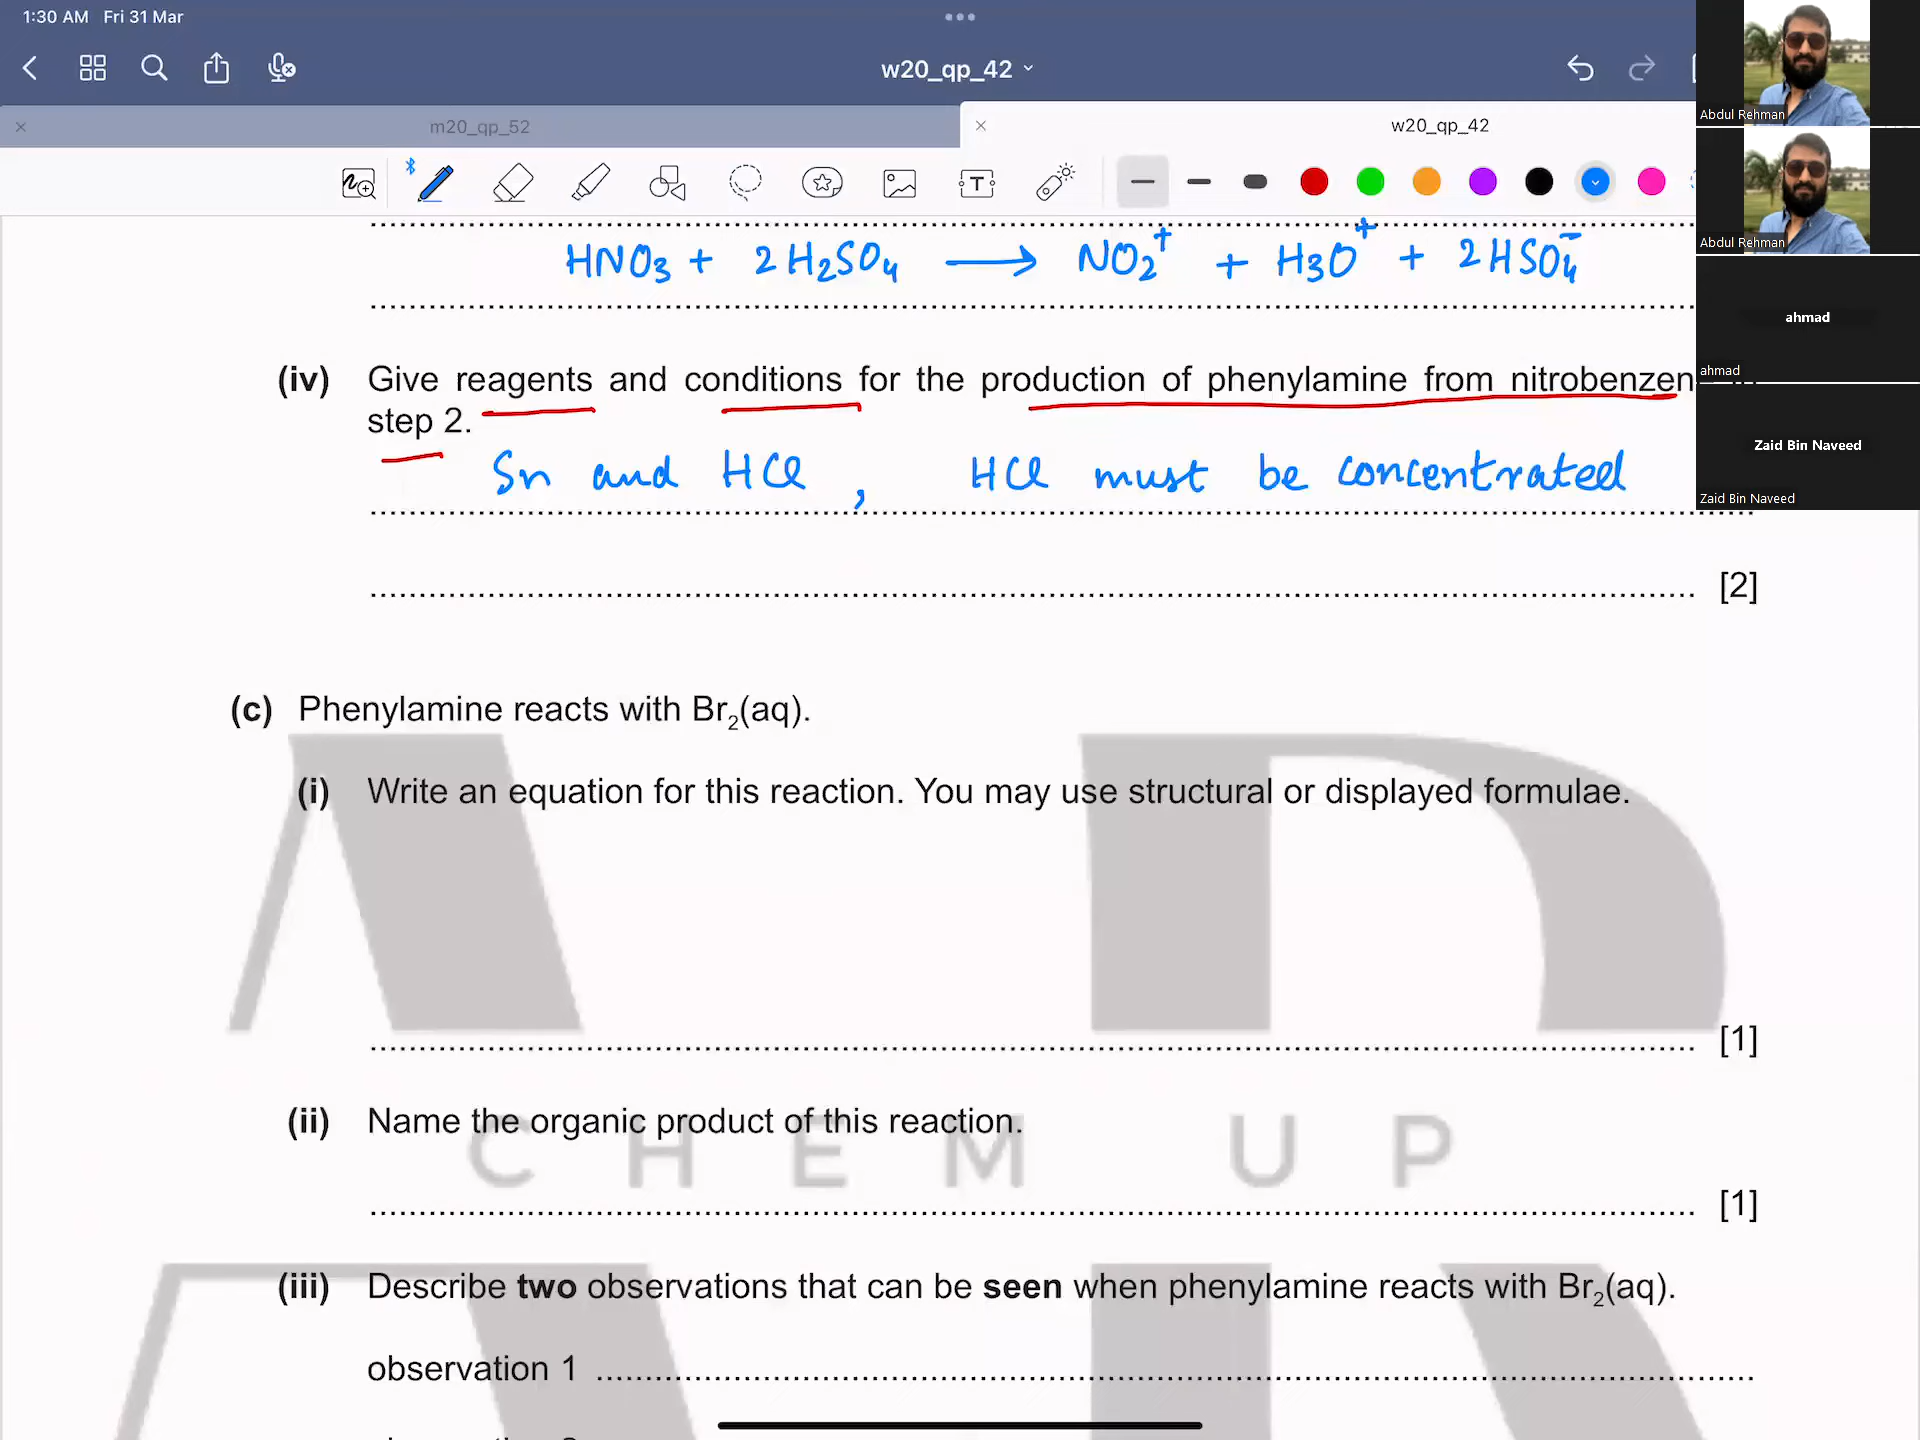 1:30 AM Fri 31 Mar
w20_qp_42
m20_qp_52
w20_qp_42
Abdul Rehman
Abdul Rehman
ahmad
ahmad
Zaid Bin Naveed
Zaid Bin Naveed
HNO3 + 2H2SO4 → NO2+ + H3O+ + 2HSO4-
(iv) Give reagents and conditions for the production of phenylamine from nitrobenzen
step 2.
Sn and HCl , HCl must be concentrated
[2]
(c) Phenylamine reacts with Br2(aq).
(i) Write an equation for this reaction. You may use structural or displayed formulae.
[1]
(ii) Name the organic product of this reaction.
CHEM UP
[1]
(iii) Describe two observations that can be seen when phenylamine reacts with Br2(aq).
observation 1